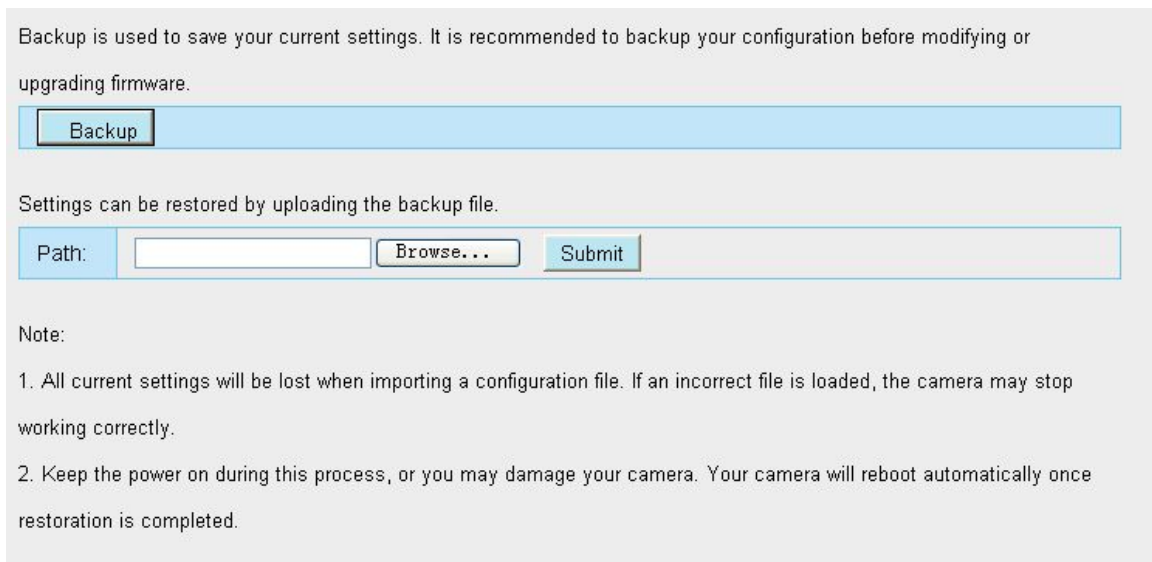 Backup is used to save your current settings. It is recommended to backup your configuration before modifying or
upgrading firmware.
Backup
Settings can be restored by uploading the backup file.
Path: Browse... Submit
Note:
1. All current settings will be lost when importing a configuration file. If an incorrect file is loaded, the camera may stop
working correctly.
2. Keep the power on during this process, or you may damage your camera. Your camera will reboot automatically once
restoration is completed.